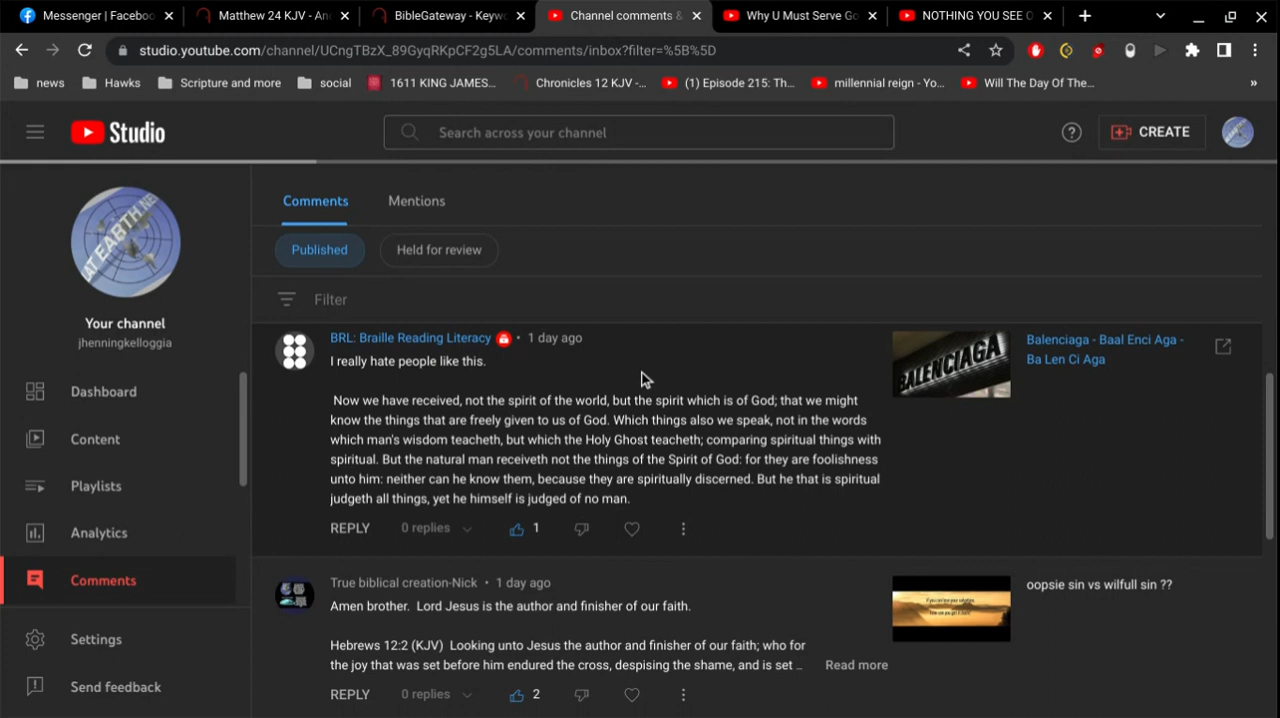 Messenger | Faceboo
Matthew 24 KJV - An
BibleGateway - Keyw
Channel comments &
Why U Must Serve Go
NOTHING YOU SEE O
studio.youtube.com/channel/UCngTBzX_89GyqRKpCF2g5LA/comments/inbox?filter=%5B%5D
news
Hawks
Scripture and more
social
1611 KING JAMES...
Chronicles 12 KJV -...
(1) Episode 215: Th...
millennial reign - Yo...
Will The Day Of The...
»
Studio
Search across your channel
CREATE
LAT EARTH NE
Your channel
jhenningkelloggia
Dashboard
Content
Playlists
Analytics
Comments
Settings
Send feedback
Comments
Mentions
Published
Held for review
Filter
BRL: Braille Reading Literacy • 1 day ago
I really hate people like this.
Now we have received, not the spirit of the world, but the spirit which is of God; that we might
know the things that are freely given to us of God. Which things also we speak, not in the words
which man's wisdom teacheth, but which the Holy Ghost teacheth; comparing spiritual things with
spiritual. But the natural man receiveth not the things of the Spirit of God: for they are foolishness
unto him: neither can he know them, because they are spiritually discerned. But he that is spiritual
judgeth all things, yet he himself is judged of no man.
REPLY 0 replies 1
BALENCIAGA
Balenciaga - Baal Enci Aga -
Ba Len Ci Aga
True biblical creation-Nick • 1 day ago
Amen brother. Lord Jesus is the author and finisher of our faith.
Hebrews 12:2 (KJV) Looking unto Jesus the author and finisher of our faith; who for
the joy that was set before him endured the cross, despising the shame, and is set ...
Read more
REPLY 0 replies 2
oopsie sin vs wilfull sin ??